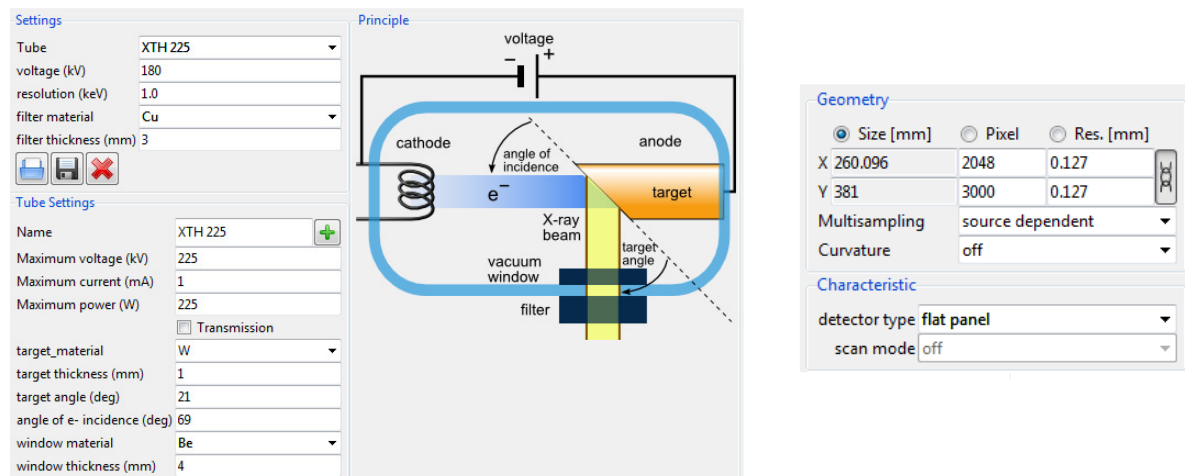 Settings
Tube XTH 225
voltage (kV) 180
resolution (keV) 1.0
filter material Cu
filter thickness (mm) 3
Tube Settings
Name XTH 225
Maximum voltage (kV) 225
Maximum current (mA) 1
Maximum power (W) 225
Transmission
target_material W
target thickness (mm) 1
target angle (deg) 21
angle of e- incidence (deg) 69
window material Be
window thickness (mm) 4
Principle
voltage
− +
cathode
anode
angle of
incidence
e−
target
X-ray
beam
target
angle
vacuum
window
filter
Geometry
Size [mm] Pixel Res. [mm]
X 260.096 2048 0.127
Y 381 3000 0.127
Multisampling source dependent
Curvature off
Characteristic
detector type flat panel
scan mode off